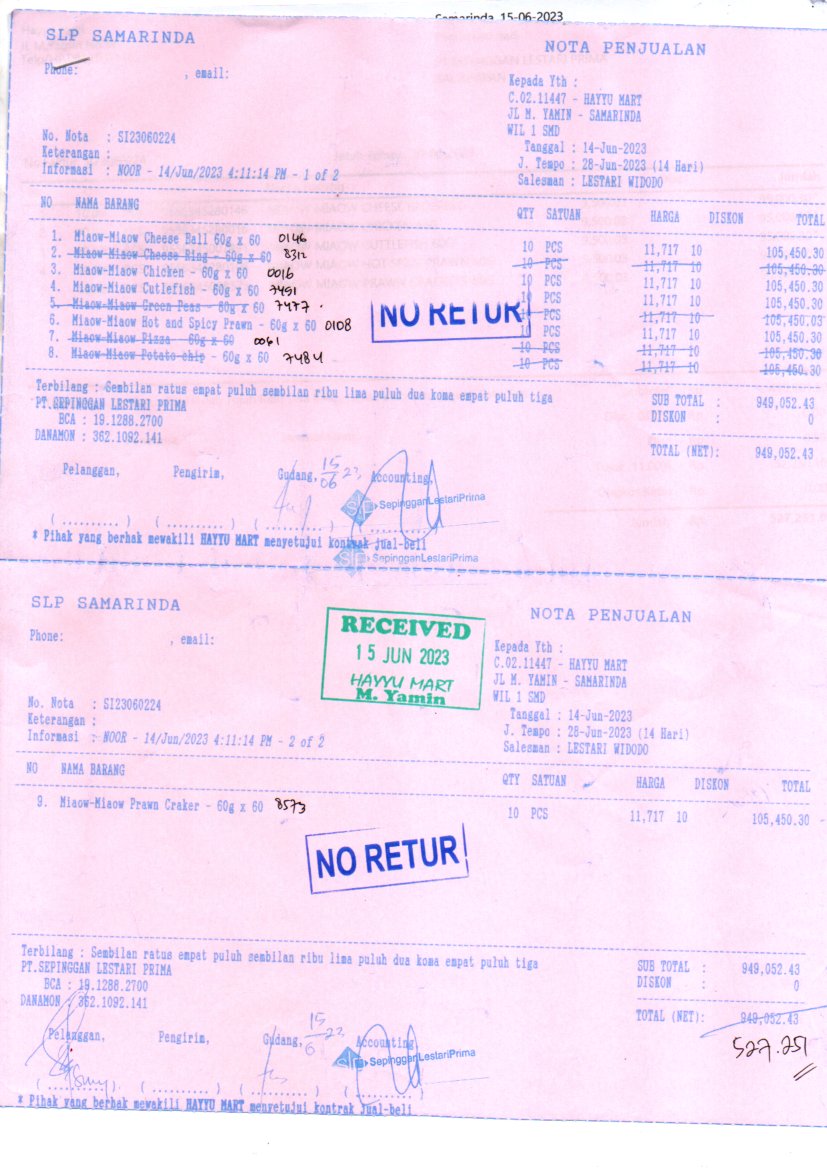 Samarinda, 15-06-2023
SLP SAMARINDA
NOTA PENJUALAN
Phone: , email:
Kepada Yth :
C.02.11447 - HAYYU MART
JL M. YAMIN - SAMARINDA
WIL 1 SMD
No. Nota : SI23060224
Tanggal : 14-Jun-2023
Keterangan :
J. Tempo : 28-Jun-2023 (14 Hari)
Informasi : NOOR - 14/Jun/2023 4:11:14 PM - 1 of 2
Salesman : LESTARI WIDODO
NO NAMA BARANG QTY SATUAN HARGA DISKON TOTAL
1. Miaow-Miaow Cheese Ball 60g x 60 0146 10 PCS 11,717 10 105,450.30
2. Miaow-Miaow Cheese Ring - 60g x 60 8312 10 PCS 11,717 10 105,450.30
3. Miaow-Miaow Chicken - 60g x 60 0016 10 PCS 11,717 10 105,450.30
4. Miaow-Miaow Cutlefish - 60g x 60 7491 10 PCS 11,717 10 105,450.30
5. Miaow-Miaow Green Peas - 60g x 60 7477 10 PCS 11,717 10 105,450.03
6. Miaow-Miaow Hot and Spicy Prawn - 60g x 60 0108 10 PCS 11,717 10 105,450.30
7. Miaow-Miaow Pizza - 60g x 60 0061 10 PCS 11,717 10 105,450.30
8. Miaow-Miaow Potato chip - 60g x 60 7484 10 PCS 11,717 10 105,450.30
NO RETUR
Terbilang : Sembilan ratus empat puluh sembilan ribu lima puluh dua koma empat puluh tiga
SUB TOTAL : 949,052.43
PT.SEPINGGAN LESTARI PRIMA
DISKON : 0
BCA : 19.1288.2700
DANAMON : 362.1092.141
TOTAL (NET): 949,052.43
Pelanggan, Pengirim, Gudang, 15/06 23 Accounting,
SLP SepingganLestariPrima
( .......... ) ( .......... ) ( .......... ) ( .......... )
* Pihak yang berhak mewakili HAYYU MART menyetujui kontrak jual-beli
SLP SepingganLestariPrima
SLP SAMARINDA
NOTA PENJUALAN
RECEIVED
15 JUN 2023
HAYYU MART
M. Yamin
Phone: , email:
Kepada Yth :
C.02.11447 - HAYYU MART
JL M. YAMIN - SAMARINDA
WIL 1 SMD
No. Nota : SI23060224
Tanggal : 14-Jun-2023
Keterangan :
J. Tempo : 28-Jun-2023 (14 Hari)
Informasi : NOOR - 14/Jun/2023 4:11:14 PM - 2 of 2
Salesman : LESTARI WIDODO
NO NAMA BARANG QTY SATUAN HARGA DISKON TOTAL
9. Miaow-Miaow Prawn Craker - 60g x 60 8573 10 PCS 11,717 10 105,450.30
NO RETUR
Terbilang : Sembilan ratus empat puluh sembilan ribu lima puluh dua koma empat puluh tiga
SUB TOTAL : 949,052.43
PT.SEPINGGAN LESTARI PRIMA
DISKON : 0
BCA : 19.1288.2700
DANAMON : 362.1092.141
TOTAL (NET): 949,052.43
527.251
Pelanggan, Pengirim, Gudang, 15/6 23 Accounting,
SLP SepingganLestariPrima
( .......... ) ( .......... ) ( .......... ) ( .......... )
* Pihak yang berhak mewakili HAYYU MART menyetujui kontrak jual-beli